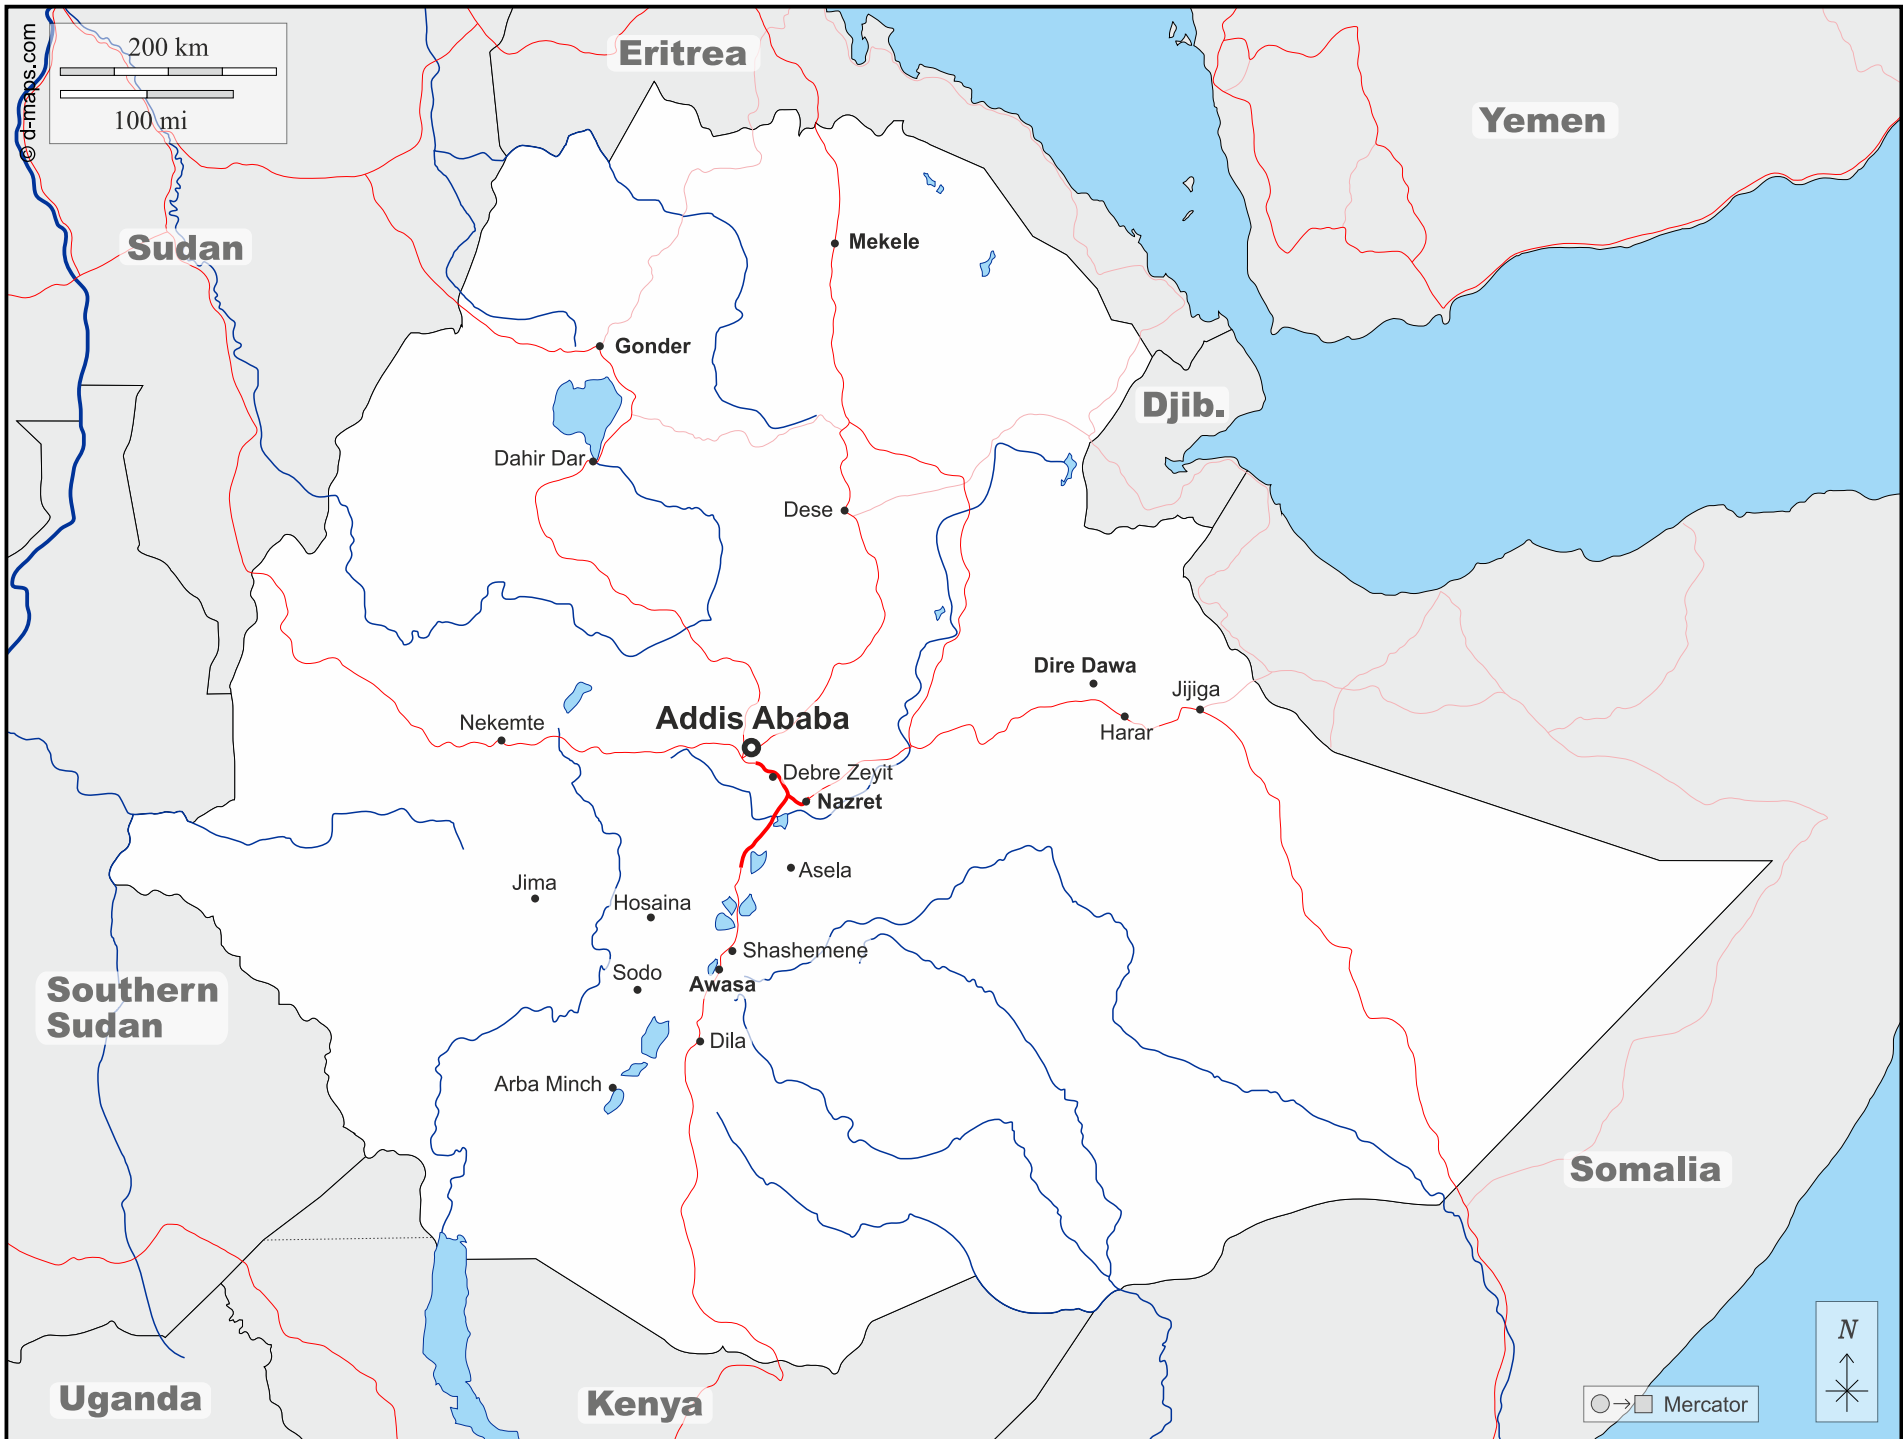 © d-maps.com
200 km
100 mi
Eritrea
Yemen
Sudan
Mekele
Gonder
Djib.
Dahir Dar
Dese
Dire Dawa
Jijiga
Addis Ababa
Nekemte
Harar
Debre Zeyit
Nazret
Asela
Jima
Hosaina
Shashemene
Sodo
Awasa
Southern
Sudan
Dila
Arba Minch
Somalia
N
Uganda
Kenya
Mercator